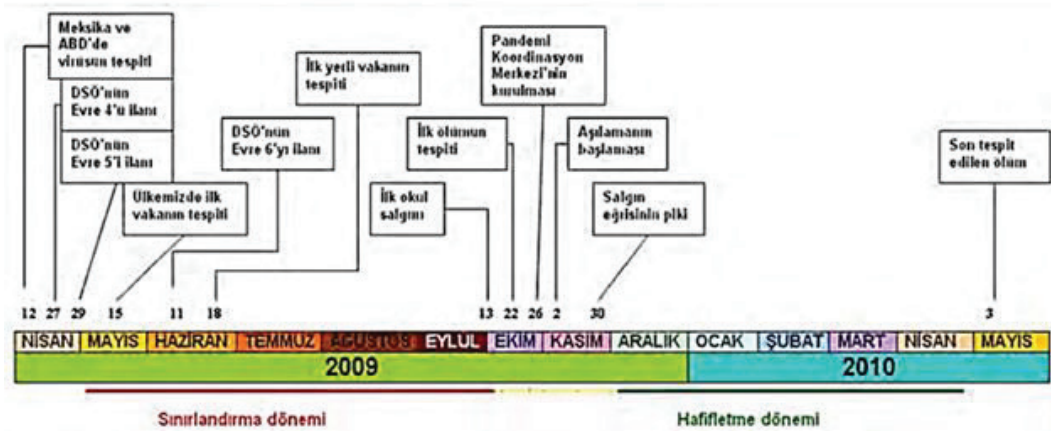 Meksika ve
ABD'de
virüsun tespiti
DSÖ'nün
Evre 4'ü ilanı
DSÖ'nün
Evre 5'i ilanı
Ülkemizde ilk
vakanın tespiti
DSÖ'nün
Evre 6'yı ilanı
İlk yerli vakanın
tespiti
İlk okul
salgını
İlk ölümün
tespiti
Pandemi
Koordinasyon
Merkezi'nin
kurulması
Aşılamanın
başlaması
Salgın
eğrisinin piki
Son tespit
edilen ölüm
12 27 29 15 11 18 13 22 26 2 30 3
NİSAN MAYIS HAZİRAN TEMMUZ AĞUSTOS EYLÜL EKİM KASIM ARALIK OCAK ŞUBAT MART NİSAN MAYIS
2009 2010
Sınırlandırma dönemi Hafifletme dönemi